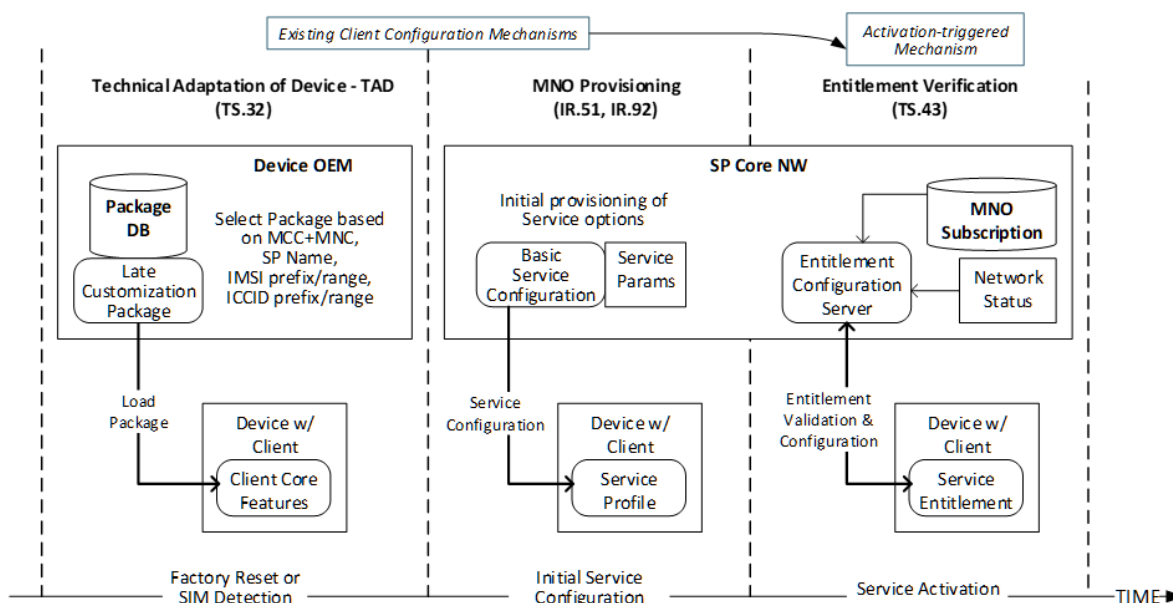 Existing Client Configuration Mechanisms
Activation-triggered
Mechanism
Technical Adaptation of Device - TAD
(TS.32)
MNO Provisioning
(IR.51, IR.92)
Entitlement Verification
(TS.43)
Device OEM
Package
DB
Late
Customization
Package
Select Package based
on MCC+MNC,
SP Name,
IMSI prefix/range,
ICCID prefix/range
SP Core NW
Initial provisioning of
Service options
Basic
Service
Configuration
Service
Params
MNO
Subscription
Entitlement
Configuration
Server
Network
Status
Load
Package
Device w/
Client
Client Core
Features
Service
Configuration
Device w/
Client
Service
Profile
Entitlement
Validation &
Configuration
Device w/
Client
Service
Entitlement
Factory Reset or
SIM Detection
Initial Service
Configuration
Service Activation
TIME